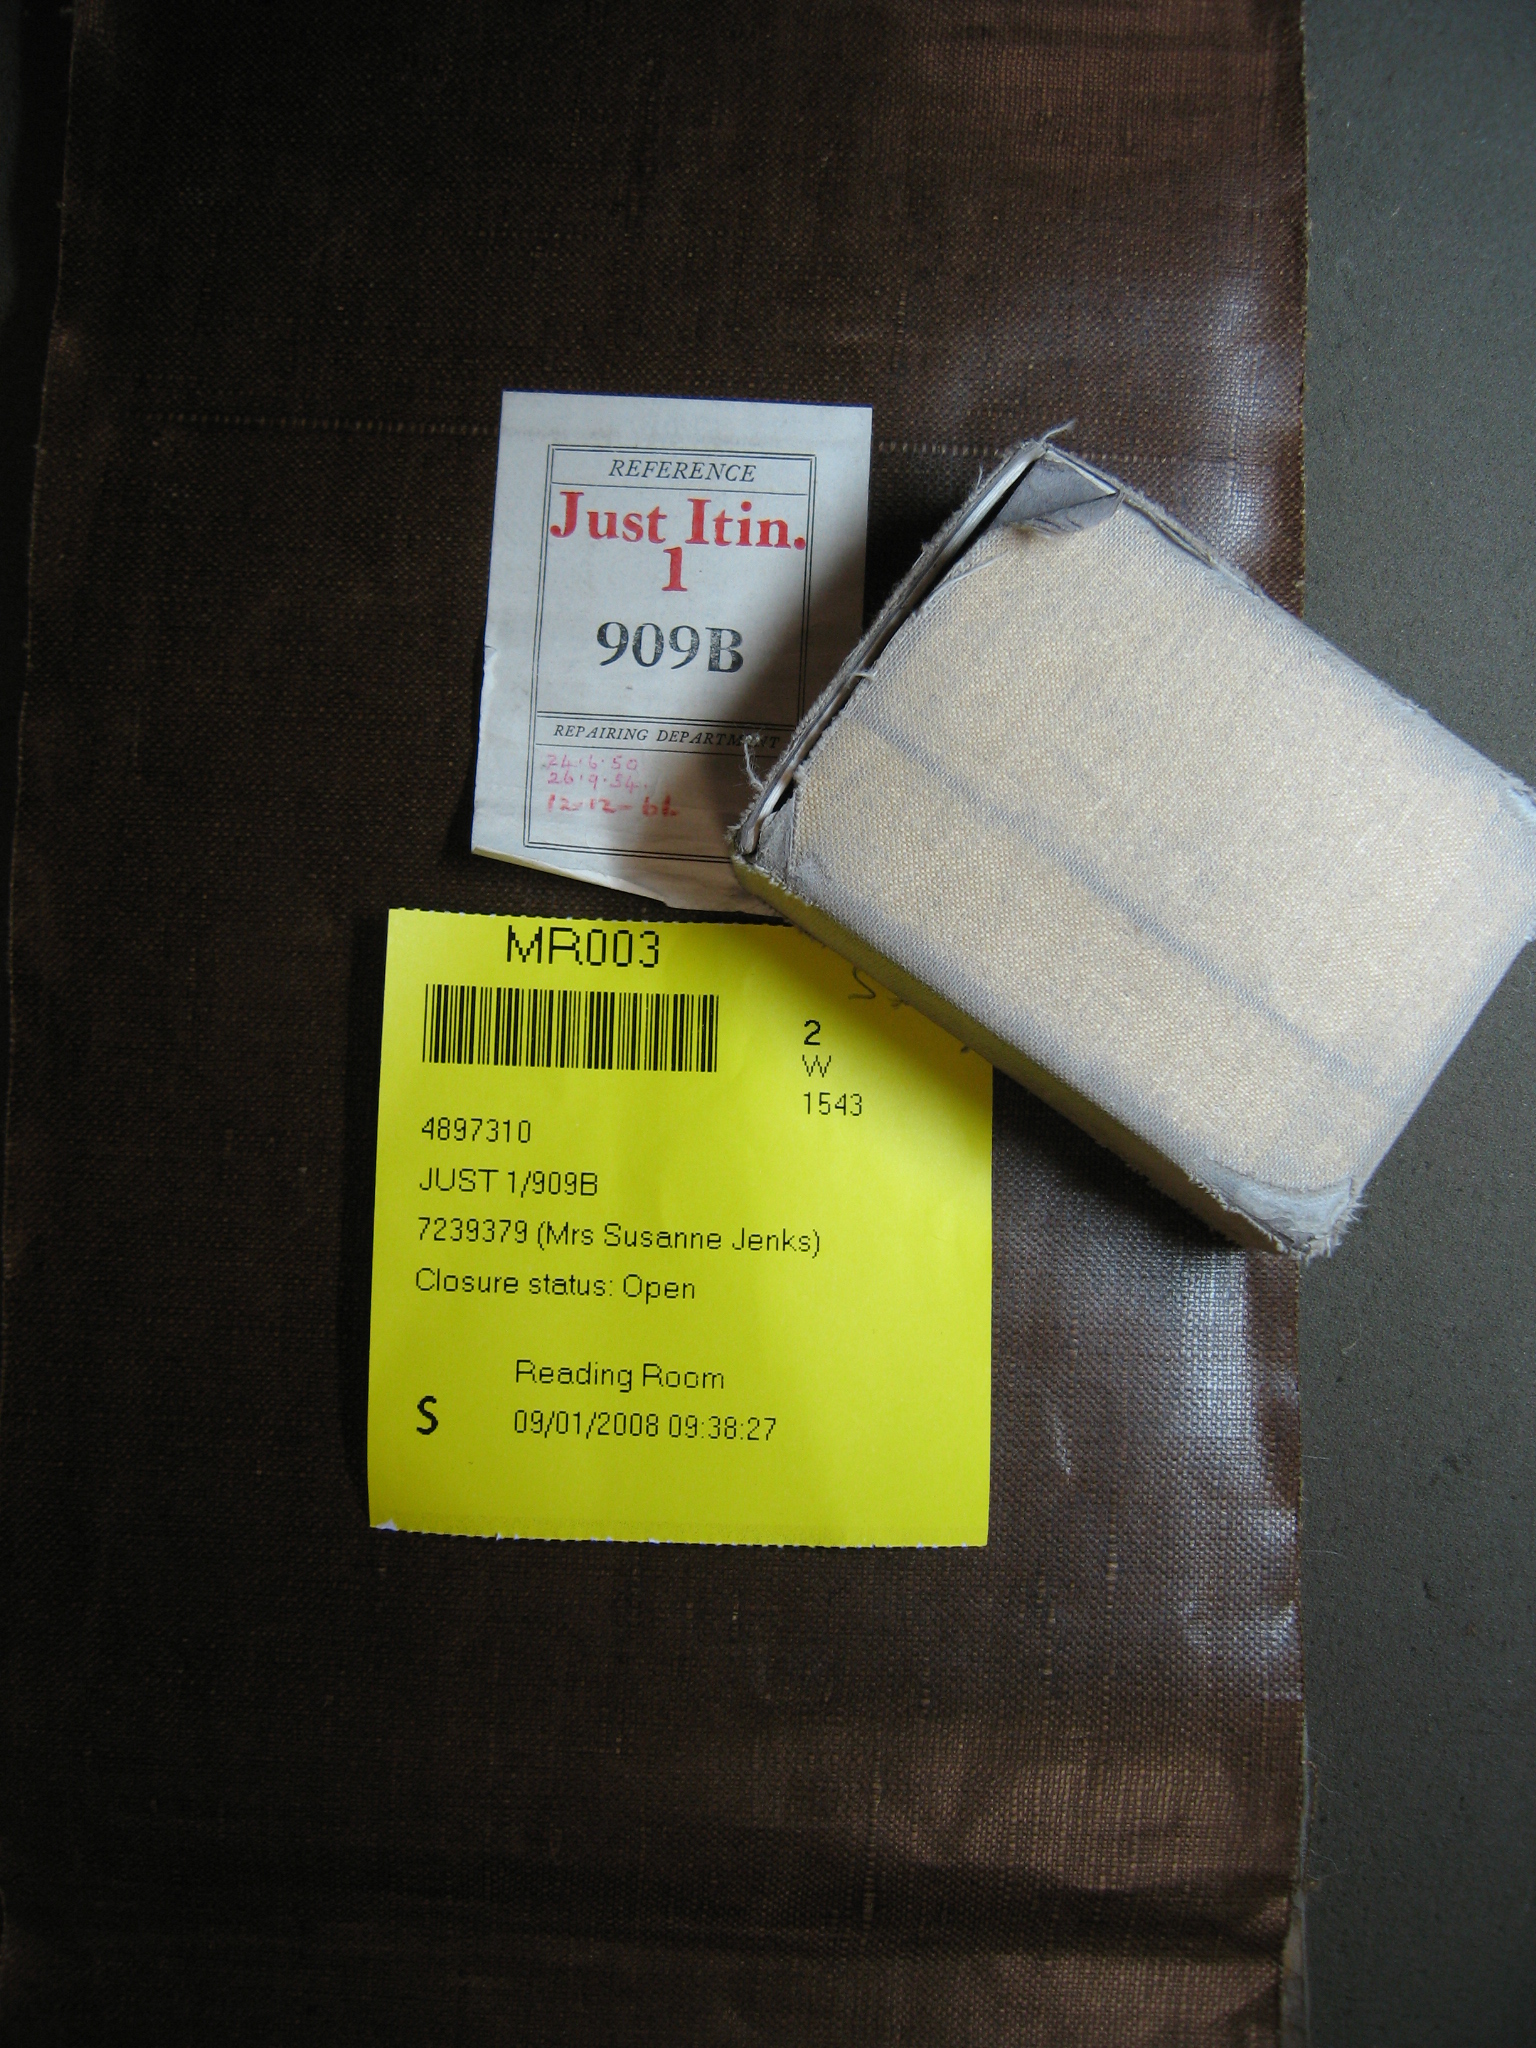 REFERENCE
Just Itin.
1
909B
REPAIRING DEPARTMENT
24.6.50
26.9.54.
12-12-61
MR003
2
W
1543
4897310
JUST 1/909B
7239379 (Mrs Susanne Jenks)
Closure status: Open
Reading Room
S
09/01/2008 09:38:27